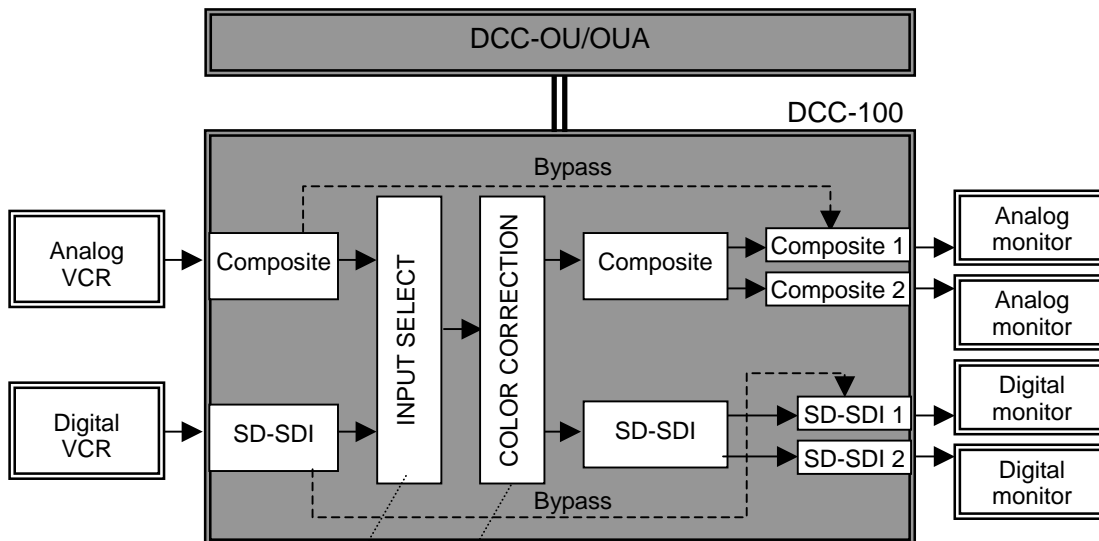 DCC-OU/OUA
DCC-100
Bypass
Analog
VCR
Composite
INPUT SELECT
COLOR CORRECTION
Composite
Composite 1
Composite 2
Analog
monitor
Analog
monitor
Digital
VCR
SD-SDI
SD-SDI
SD-SDI 1
SD-SDI 2
Digital
monitor
Digital
monitor
Bypass